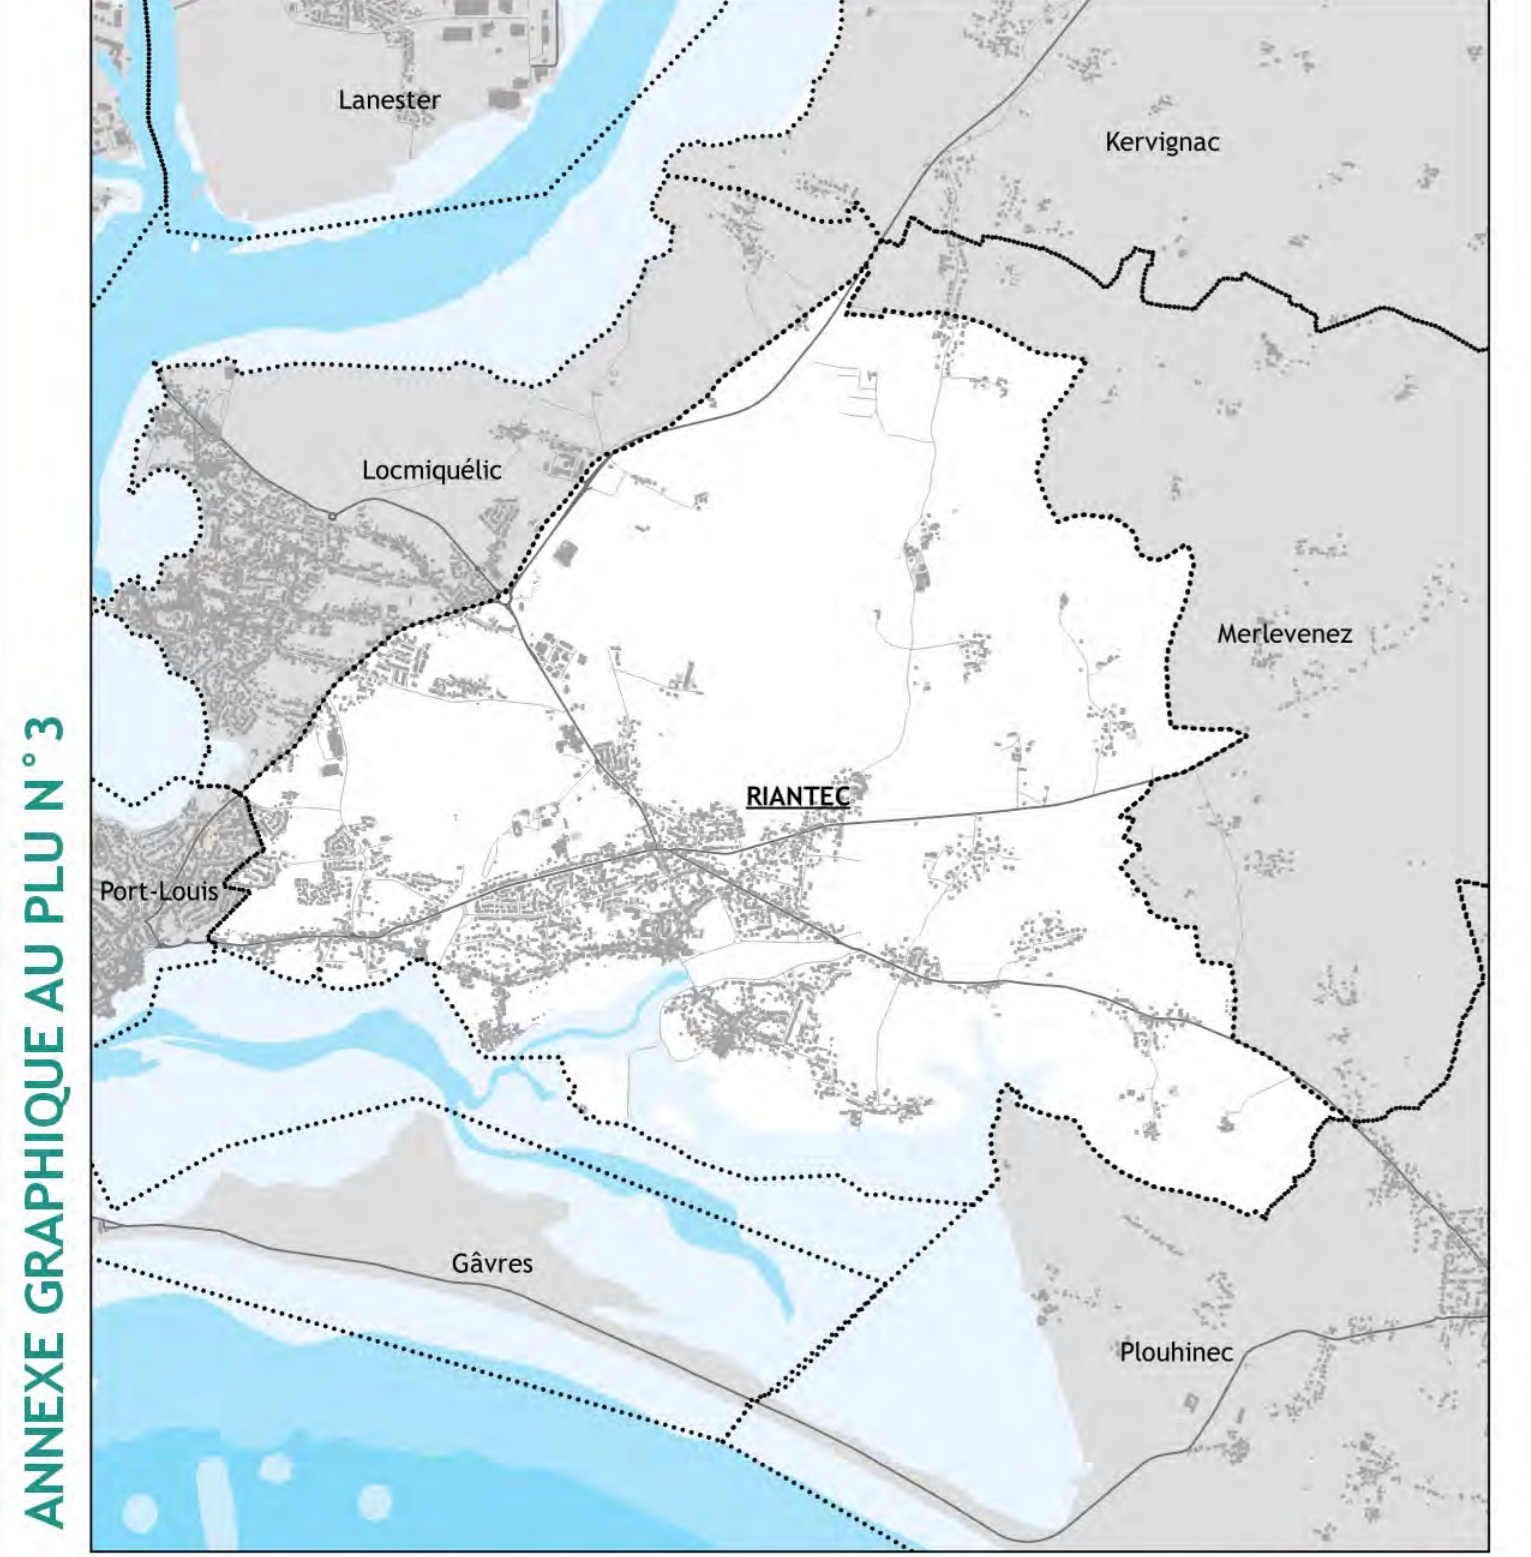 ANNEXE GRAPHIQUE AU PLU N°3
Lanester
Kervignac
Locmiquélic
Merlevenez
RIANTEC
Port-Louis
Gâvres
Plouhinec